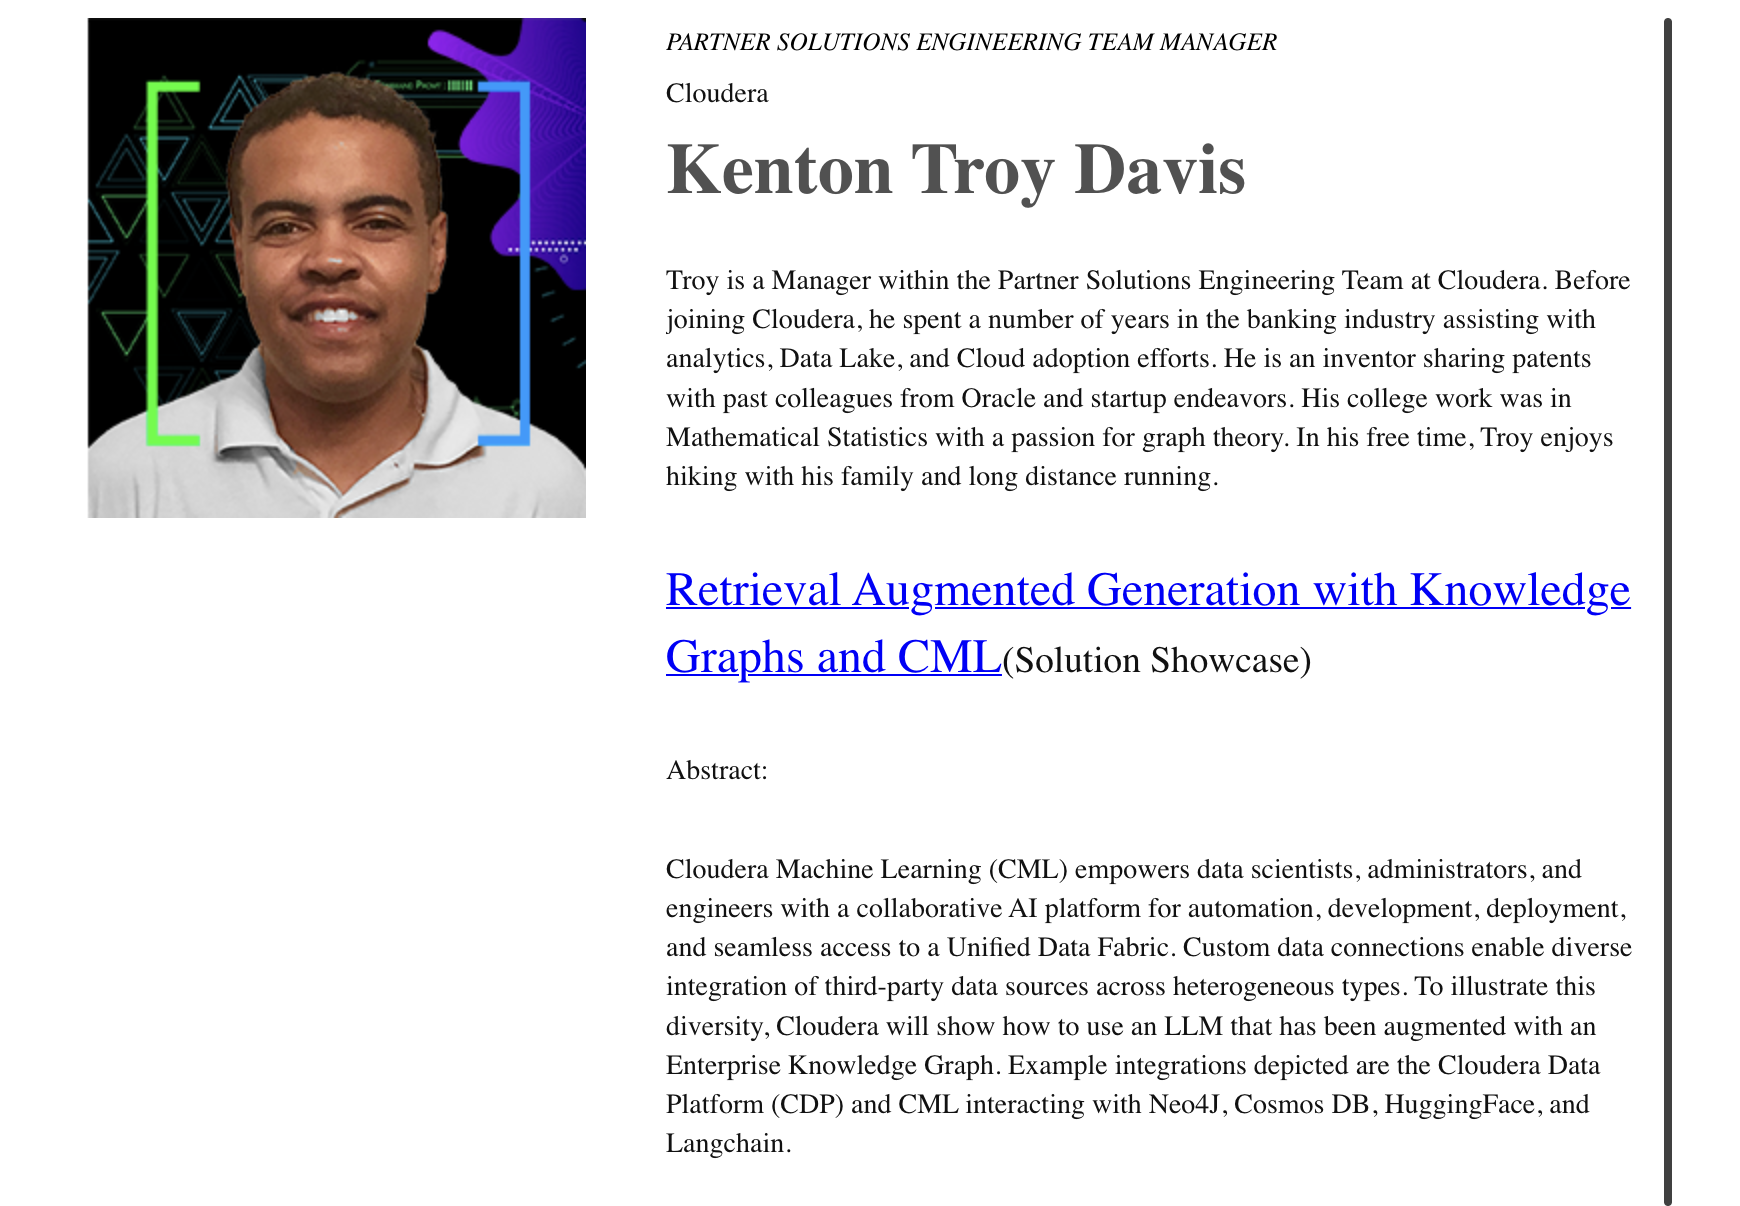 COMMAND PROMT
PARTNER SOLUTIONS ENGINEERING TEAM MANAGER
Cloudera
Kenton Troy Davis
Troy is a Manager within the Partner Solutions Engineering Team at Cloudera. Before
joining Cloudera, he spent a number of years in the banking industry assisting with
analytics, Data Lake, and Cloud adoption efforts. He is an inventor sharing patents
with past colleagues from Oracle and startup endeavors. His college work was in
Mathematical Statistics with a passion for graph theory. In his free time, Troy enjoys
hiking with his family and long distance running.
Retrieval Augmented Generation with Knowledge
Graphs and CML(Solution Showcase)
Abstract:
Cloudera Machine Learning (CML) empowers data scientists, administrators, and
engineers with a collaborative AI platform for automation, development, deployment,
and seamless access to a Unified Data Fabric. Custom data connections enable diverse
integration of third-party data sources across heterogeneous types. To illustrate this
diversity, Cloudera will show how to use an LLM that has been augmented with an
Enterprise Knowledge Graph. Example integrations depicted are the Cloudera Data
Platform (CDP) and CML interacting with Neo4J, Cosmos DB, HuggingFace, and
Langchain.